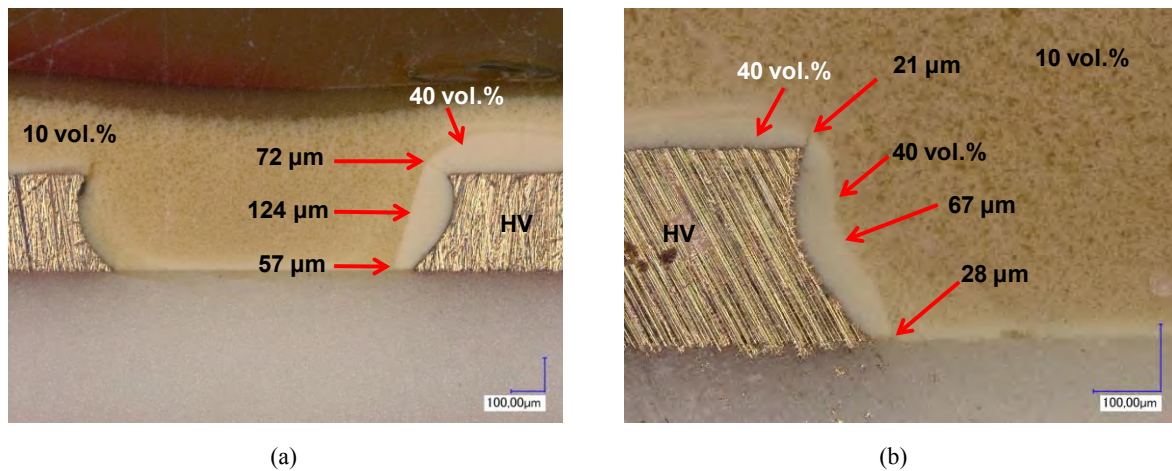 40 vol.%
10 vol.%
72 µm
124 µm
HV
57 µm
100,00µm
(a)
40 vol.%
21 µm
10 vol.%
40 vol.%
67 µm
HV
28 µm
100,00µm
(b)